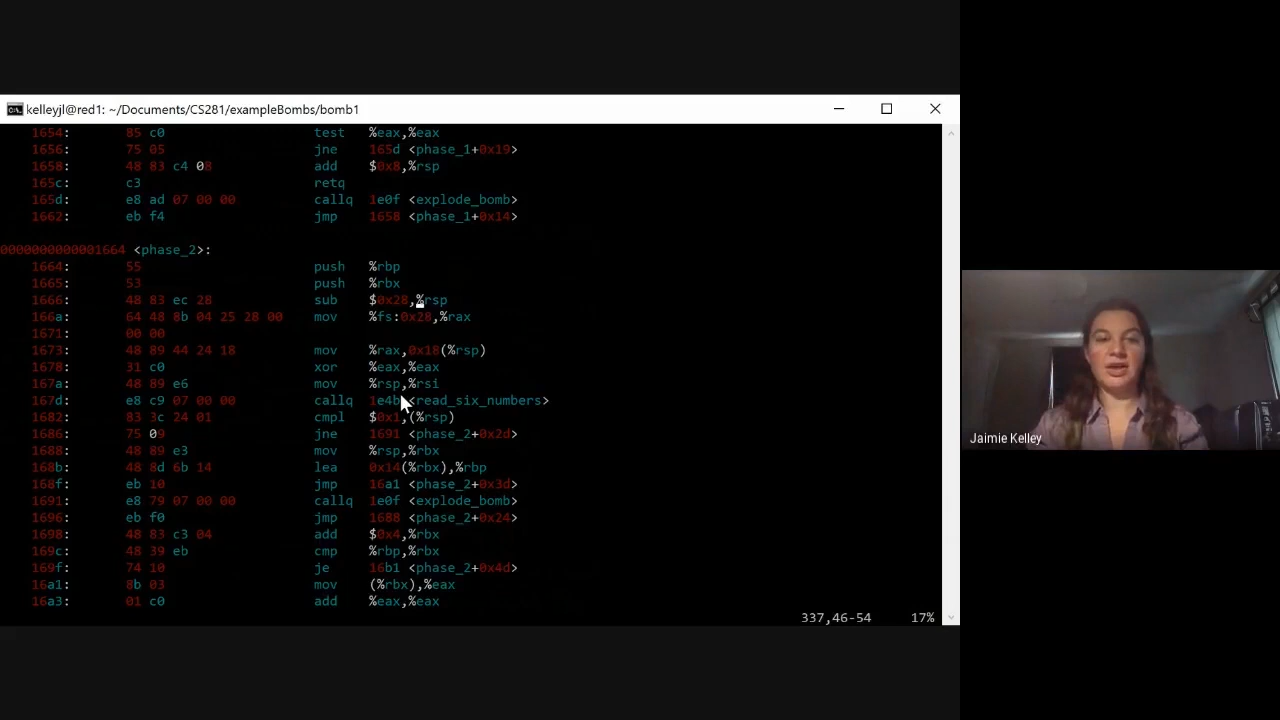 kelleyjl@red1: ~/Documents/CS281/exampleBombs/bomb1
1654: 85 c0 test %eax,%eax
1656: 75 05 jne 165d <phase_1+0x19>
1658: 48 83 c4 08 add $0x8,%rsp
165c: c3 retq
165d: e8 ad 07 00 00 callq 1e0f <explode_bomb>
1662: eb f4 jmp 1658 <phase_1+0x14>
0000000000001664 <phase_2>:
1664: 55 push %rbp
1665: 53 push %rbx
1666: 48 83 ec 28 sub $0x28,%rsp
166a: 64 48 8b 04 25 28 00 mov %fs:0x28,%rax
1671: 00 00
1673: 48 89 44 24 18 mov %rax,0x18(%rsp)
1678: 31 c0 xor %eax,%eax
167a: 48 89 e6 mov %rsp,%rsi
167d: e8 c9 07 00 00 callq 1e4b <read_six_numbers>
1682: 83 3c 24 01 cmpl $0x1,(%rsp)
1686: 75 09 jne 1691 <phase_2+0x2d>
1688: 48 89 e3 mov %rsp,%rbx
168b: 48 8d 6b 14 lea 0x14(%rbx),%rbp
168f: eb 10 jmp 16a1 <phase_2+0x3d>
1691: e8 79 07 00 00 callq 1e0f <explode_bomb>
1696: eb f0 jmp 1688 <phase_2+0x24>
1698: 48 83 c3 04 add $0x4,%rbx
169c: 48 39 eb cmp %rbp,%rbx
169f: 74 10 je 16b1 <phase_2+0x4d>
16a1: 8b 03 mov (%rbx),%eax
16a3: 01 c0 add %eax,%eax
337,46-54 17%
Jaimie Kelley